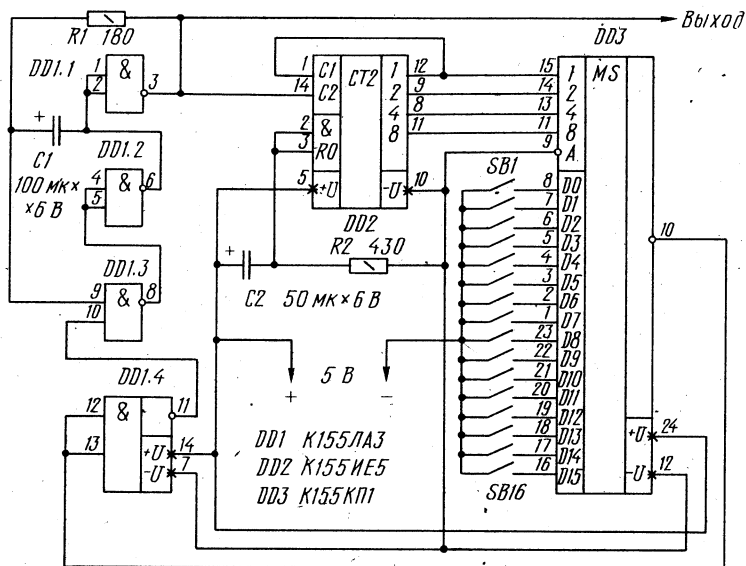 R1 180
Выход
DD1.1
1
2
&
3
+
C1
100 мк×
×6 В
DD1.2
4
5
&
6
DD1.3
9
10
&
8
DD1.4
12
13
&
11
+U
14
-U
7
1
14
C1
C2
CT2
1
2
4
8
12
9
8
11
2
3
&
R0
5
+U
-U
10
DD2
R2 430
+
C2 50 мк×6 В
5 В
+ -
DD1 К155ЛА3
DD2 К155ИЕ5
DD3 К155КП1
DD3
MS
15 1
14 2
13 4
11 8
9 A
SB1
8 D0
7 D1
6 D2
5 D3
4 D4
3 D5
2 D6
1 D7
23 D8
22 D9
21 D10
20 D11
19 D12
18 D13
17 D14
16 D15
SB16
10
+U 24
-U 12